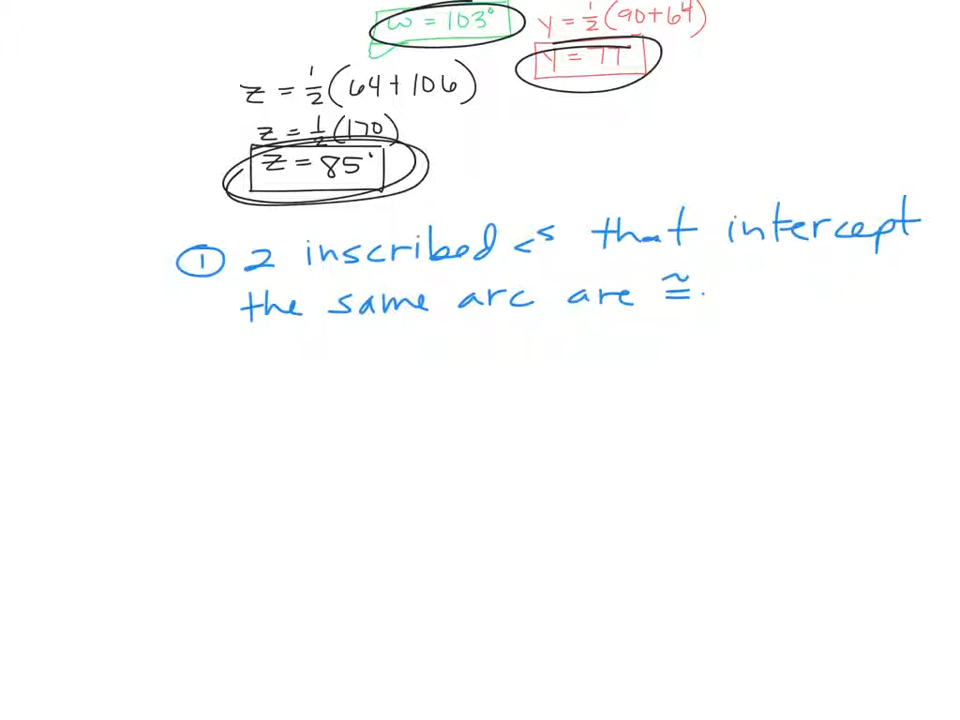 w = 103°
y = 1/2(90+64)
y = 77
z = 1/2(64+106)
z = 1/2(170)
z = 85°
① 2 inscribed <s that intercept
the same arc are ≅.